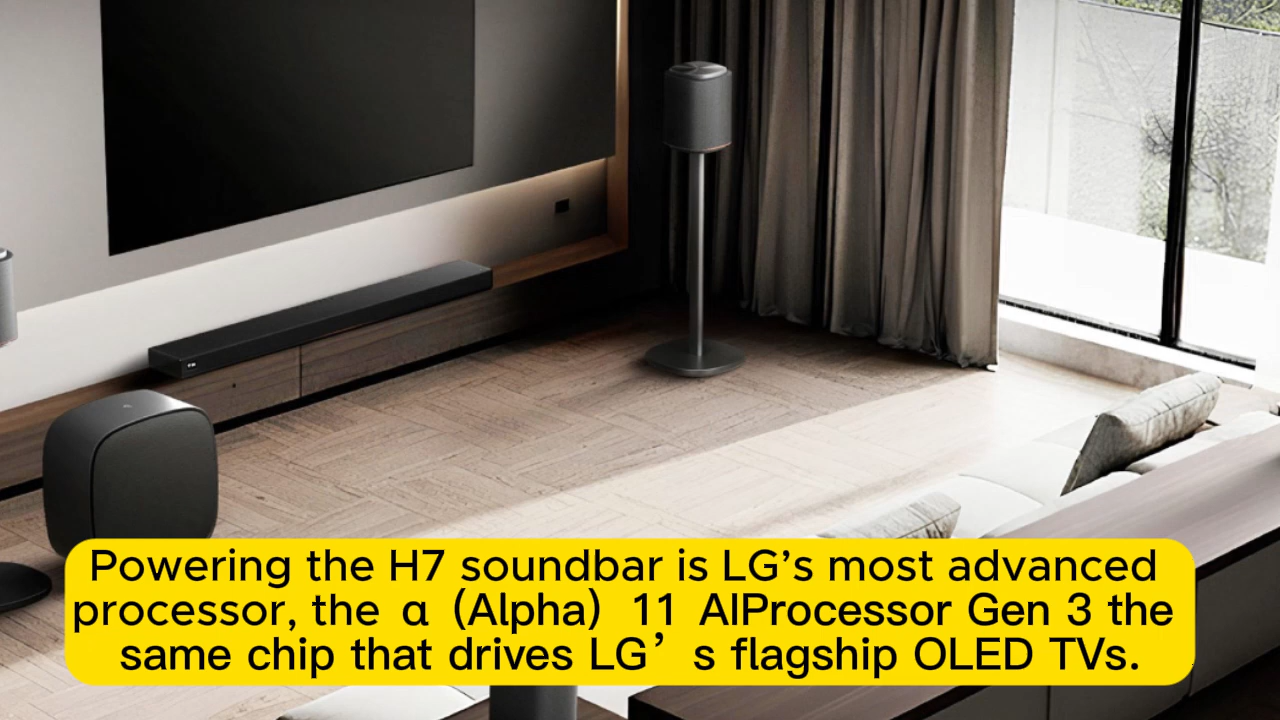 Powering the H7 soundbar is LG’s most advanced
processor, the α（Alpha）11 AIProcessor Gen 3 the
same chip that drives LG’s flagship OLED TVs.